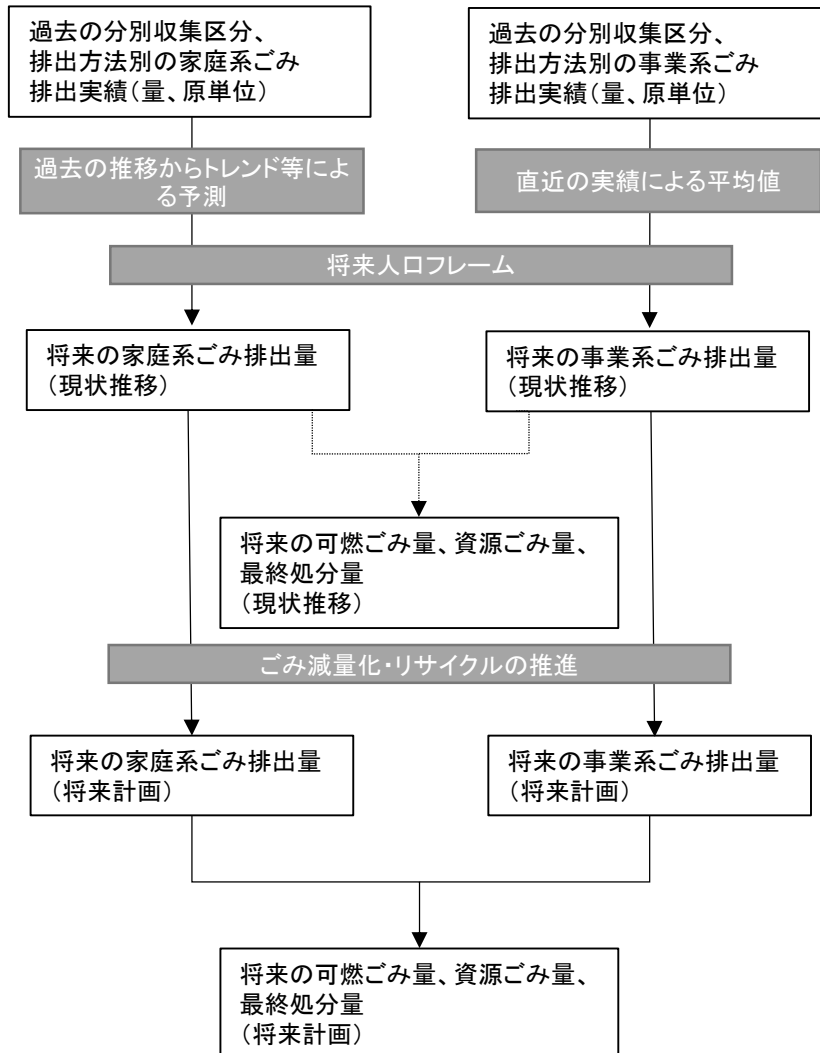 過去の分別収集区分、
排出方法別の家庭系ごみ
排出実績(量、原単位)
過去の分別収集区分、
排出方法別の事業系ごみ
排出実績(量、原単位)
過去の推移からトレンド等によ
る予測
直近の実績による平均値
将来人口フレーム
将来の家庭系ごみ排出量
(現状推移)
将来の事業系ごみ排出量
(現状推移)
将来の可燃ごみ量、資源ごみ量、
最終処分量
(現状推移)
ごみ減量化・リサイクルの推進
将来の家庭系ごみ排出量
(将来計画)
将来の事業系ごみ排出量
(将来計画)
将来の可燃ごみ量、資源ごみ量、
最終処分量
(将来計画)